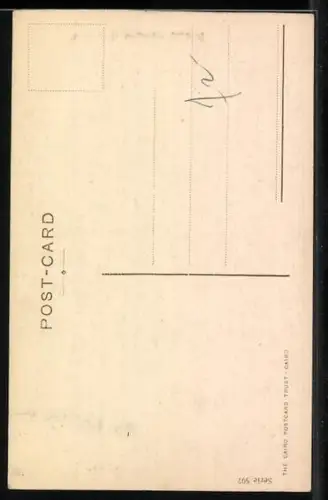 POST-CARD
THE CAIRO POSTCARD TRUST - CAIRO
Serie 502